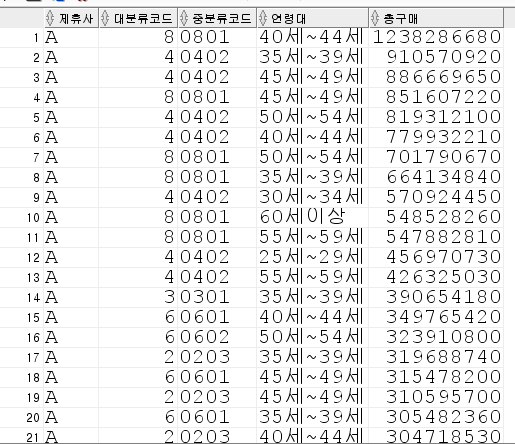 제휴사 대분류코드 중분류코드 연령대 총구매
1 A 8 0801 40세~44세 1238286680
2 A 4 0402 35세~39세 910570920
3 A 4 0402 45세~49세 886669650
4 A 8 0801 45세~49세 851607220
5 A 4 0402 50세~54세 819312100
6 A 4 0402 40세~44세 779932210
7 A 8 0801 50세~54세 701790670
8 A 8 0801 35세~39세 664134840
9 A 4 0402 30세~34세 570924450
10 A 8 0801 60세이상 548528260
11 A 8 0801 55세~59세 547882810
12 A 4 0402 25세~29세 456970730
13 A 4 0402 55세~59세 426325030
14 A 3 0301 35세~39세 390654180
15 A 6 0601 40세~44세 349765420
16 A 6 0602 50세~54세 323910800
17 A 2 0203 35세~39세 319688740
18 A 6 0601 45세~49세 315478200
19 A 2 0203 45세~49세 310595700
20 A 6 0601 35세~39세 305482360
21 A 2 0203 40세~44세 304718530